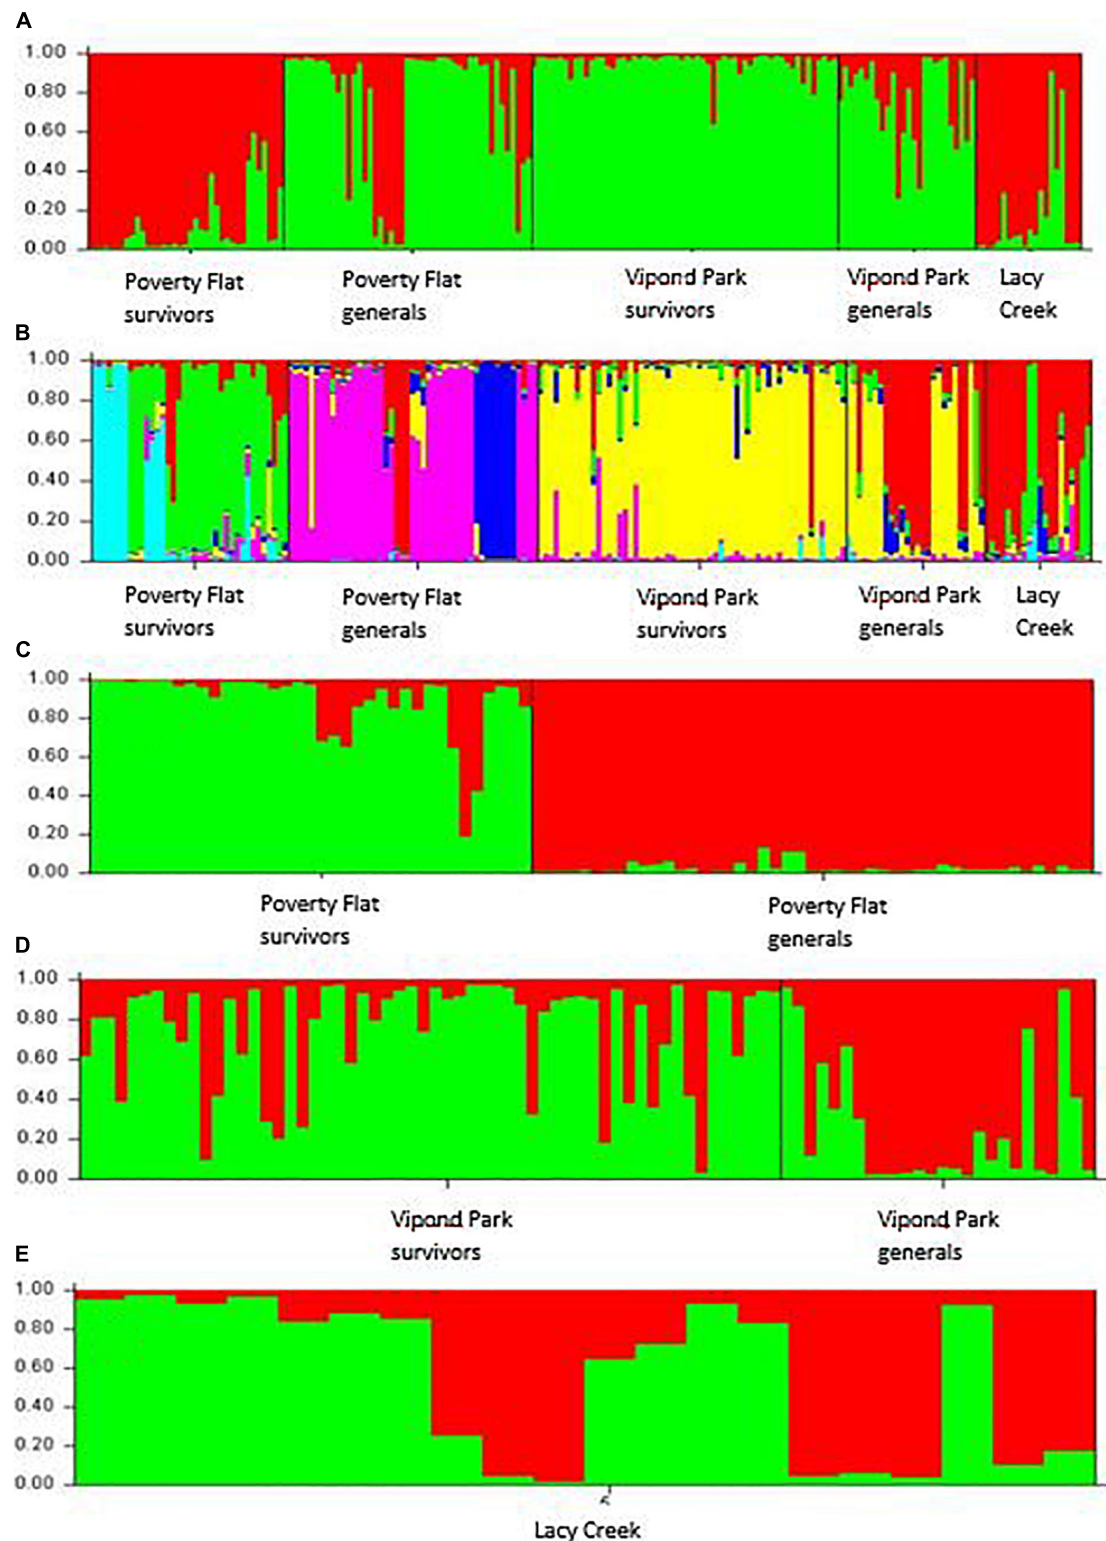 A
1.00
0.80
0.60
0.40
0.20
0.00
Poverty Flat
survivors
Poverty Flat
generals
Vipond Park
survivors
Vipond Park
generals
Lacy
Creek
B
1.00
0.80
0.60
0.40
0.20
0.00
Poverty Flat
survivors
Poverty Flat
generals
Vipond Park
survivors
Vipond Park
generals
Lacy
Creek
C
1.00
0.80
0.60
0.40
0.20
0.00
Poverty Flat
survivors
Poverty Flat
generals
D
1.00
0.80
0.60
0.40
0.20
0.00
Vipond Park
survivors
Vipond Park
generals
E
1.00
0.80
0.60
0.40
0.20
0.00
Lacy Creek